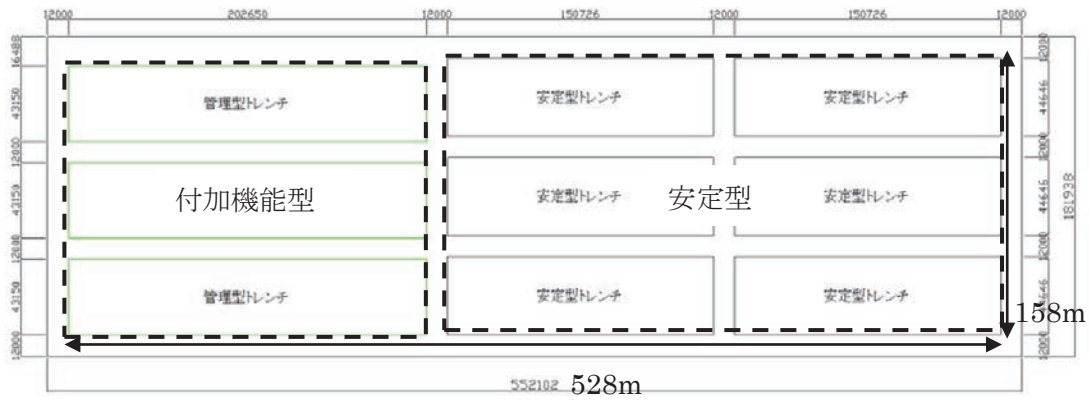 12000 202650 12000 150726 12000 150726 12000
16488 43150 12000 43150 12000 43150 12000
管理型トレンチ 安定型トレンチ 安定型トレンチ
付加機能型 安定型トレンチ 安定型 安定型トレンチ
管理型トレンチ 安定型トレンチ 安定型トレンチ
12000 44646 12000 44646 12000 12000
181938
158m
552102 528m